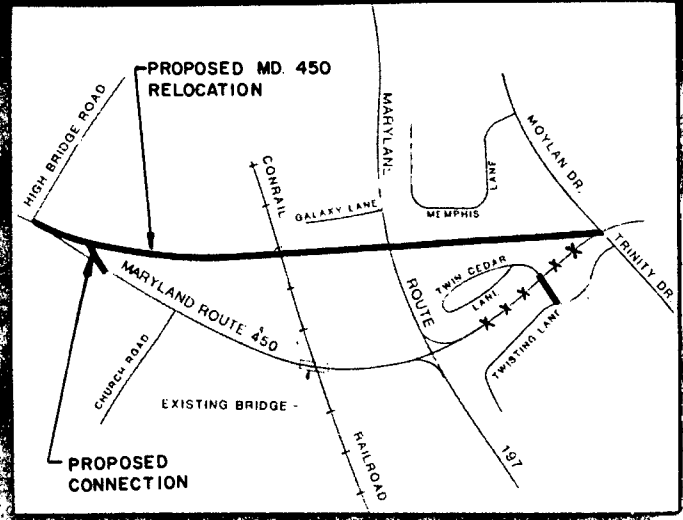 PROPOSED MD. 450
RELOCATION
HIGH BRIDGE ROAD
CONRAIL
MARYLAND
MOYLAN DR.
LANE
GALAXY LANE
MEMPHIS
TRINITY DR.
MARYLAND ROUTE 450
TWIN CEDAR
LANE
ROUTE
TWISTING LANE
CHURCH ROAD
EXISTING BRIDGE -
RAILROAD
197
PROPOSED
CONNECTION